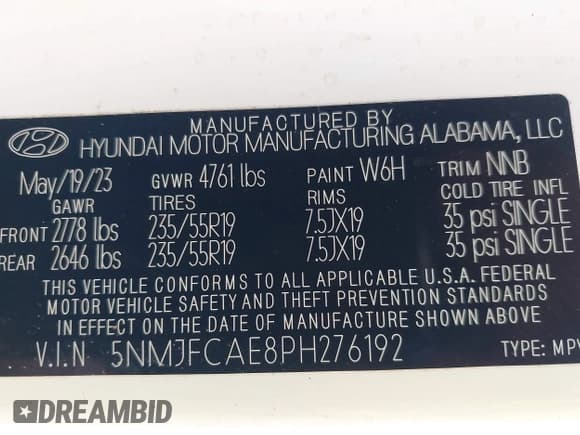 MANUFACTURED BY
HYUNDAI MOTOR MANUFACTURING ALABAMA, LLC
May/19/23 GVWR 4761 lbs PAINT W6H TRIM NNB
GAWR TIRES RIMS COLD TIRE INFL
FRONT 2778 lbs 235/55R19 7.5JX19 35 psi SINGLE
REAR 2646 lbs 235/55R19 7.5JX19 35 psi SINGLE
THIS VEHICLE CONFORMS TO ALL APPLICABLE U.S.A. FEDERAL
MOTOR VEHICLE SAFETY AND THEFT PREVENTION STANDARDS
IN EFFECT ON THE DATE OF MANUFACTURING SHOWN ABOVE
V.I.N 5NMJFCAE8PH276192 TYPE: MPV
DREAMBID